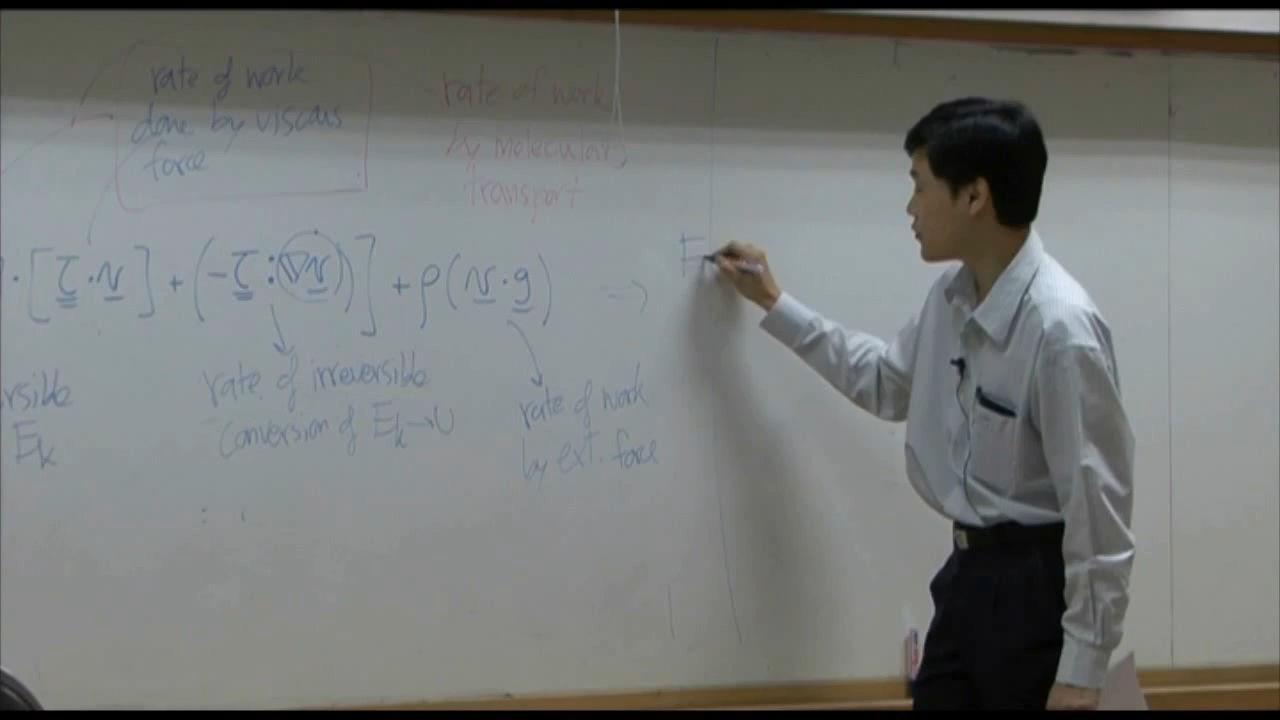 rate of work
done by viscous
force
- rate of work
by molecular
transport
· [τ · v] + (-τ : (∇v))] + ρ(v · g) ⇒ E
rate of irreversible
conversion of Ek→U
rate of work
by ext. force
ersible
Ek